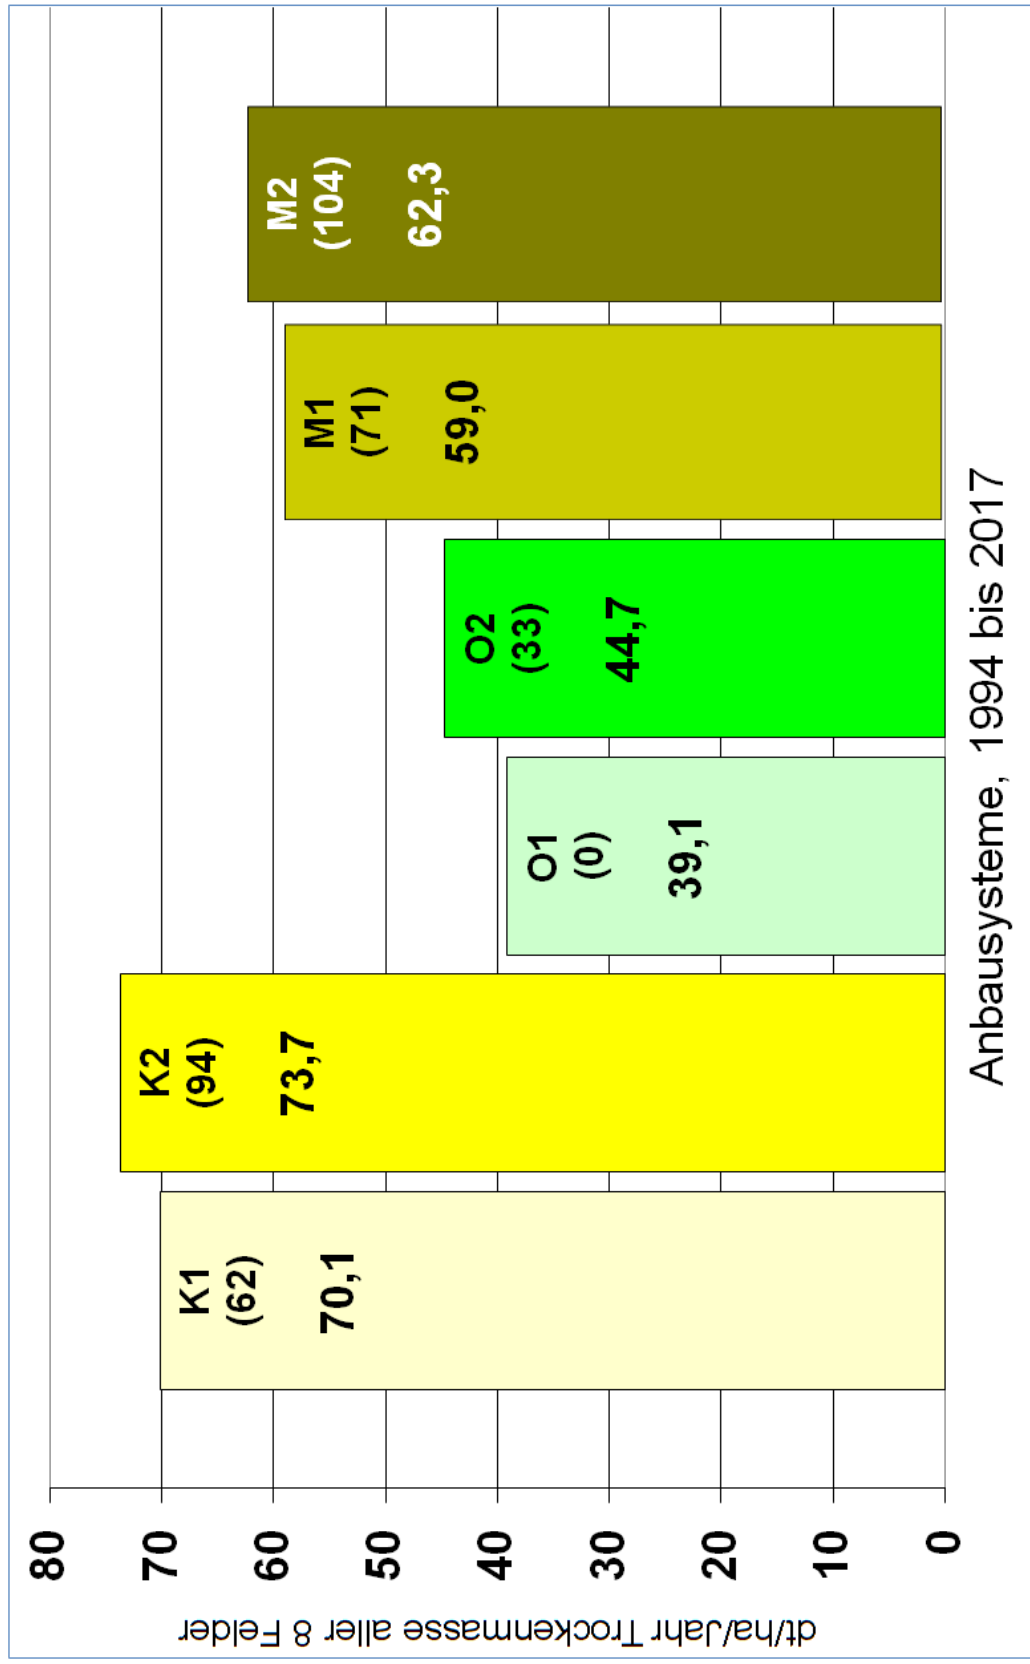 dt/ha/Jahr Trockenmasse aller 8 Felder
80
70
60
50
40
30
20
10
0
K1
(62)
70,1
K2
(94)
73,7
O1
(0)
39,1
O2
(33)
44,7
M1
(71)
59,0
M2
(104)
62,3
Anbausysteme, 1994 bis 2017